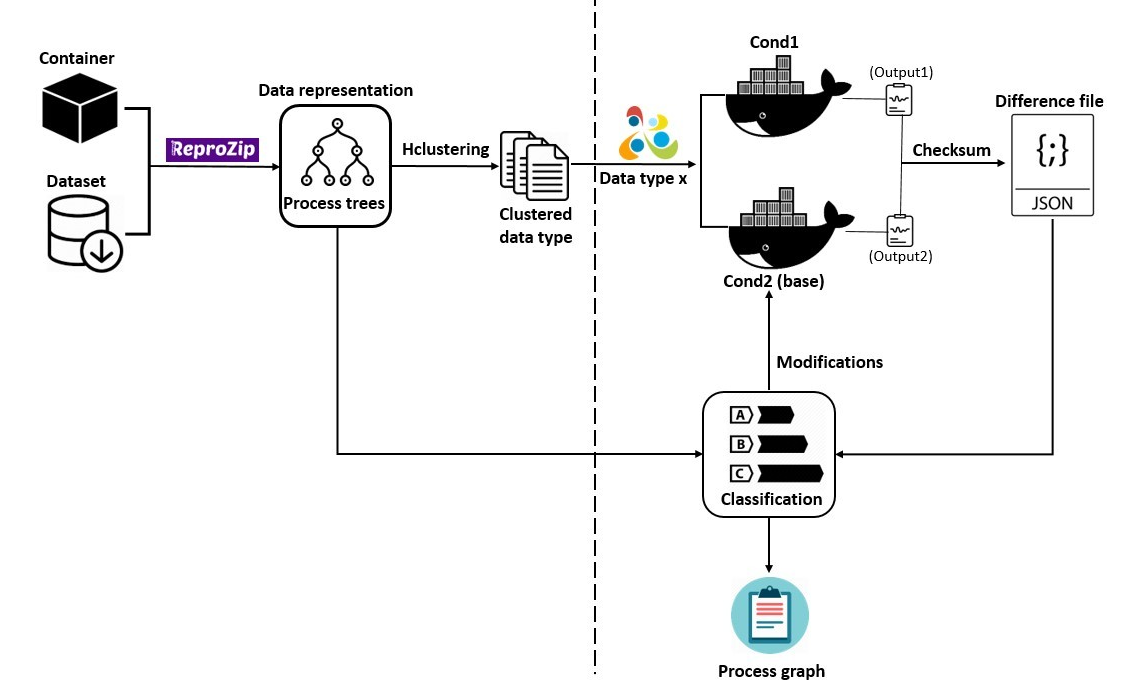 Container
Dataset
ReproZip
Data representation
Process trees
Hclustering
Clustered
data type
Data type x
Cond1
(Output1)
Cond2 (base)
(Output2)
Checksum
Difference file
{;}
JSON
Modifications
A
B
C
Classification
Process graph